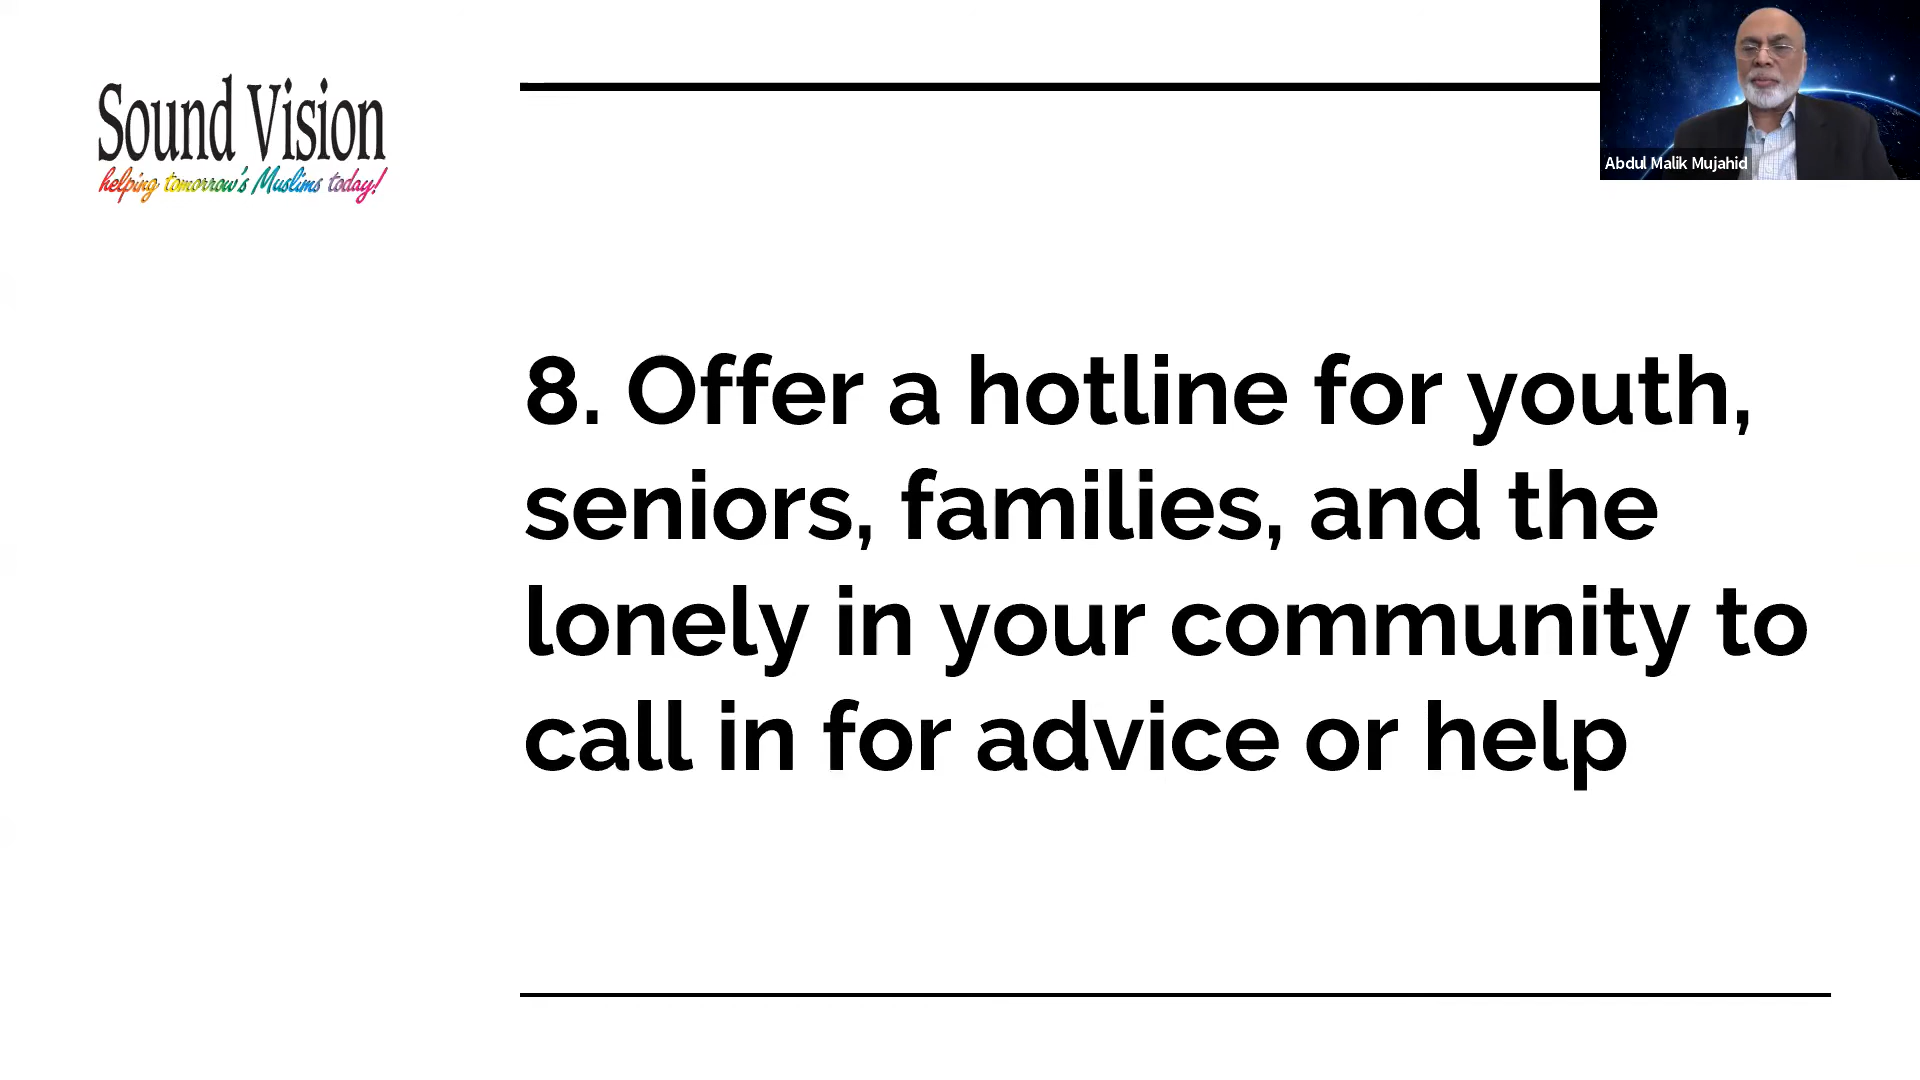 Sound Vision
helping tomorrow's Muslims today!
Abdul Malik Mujahid
8. Offer a hotline for youth,
seniors, families, and the
lonely in your community to
call in for advice or help